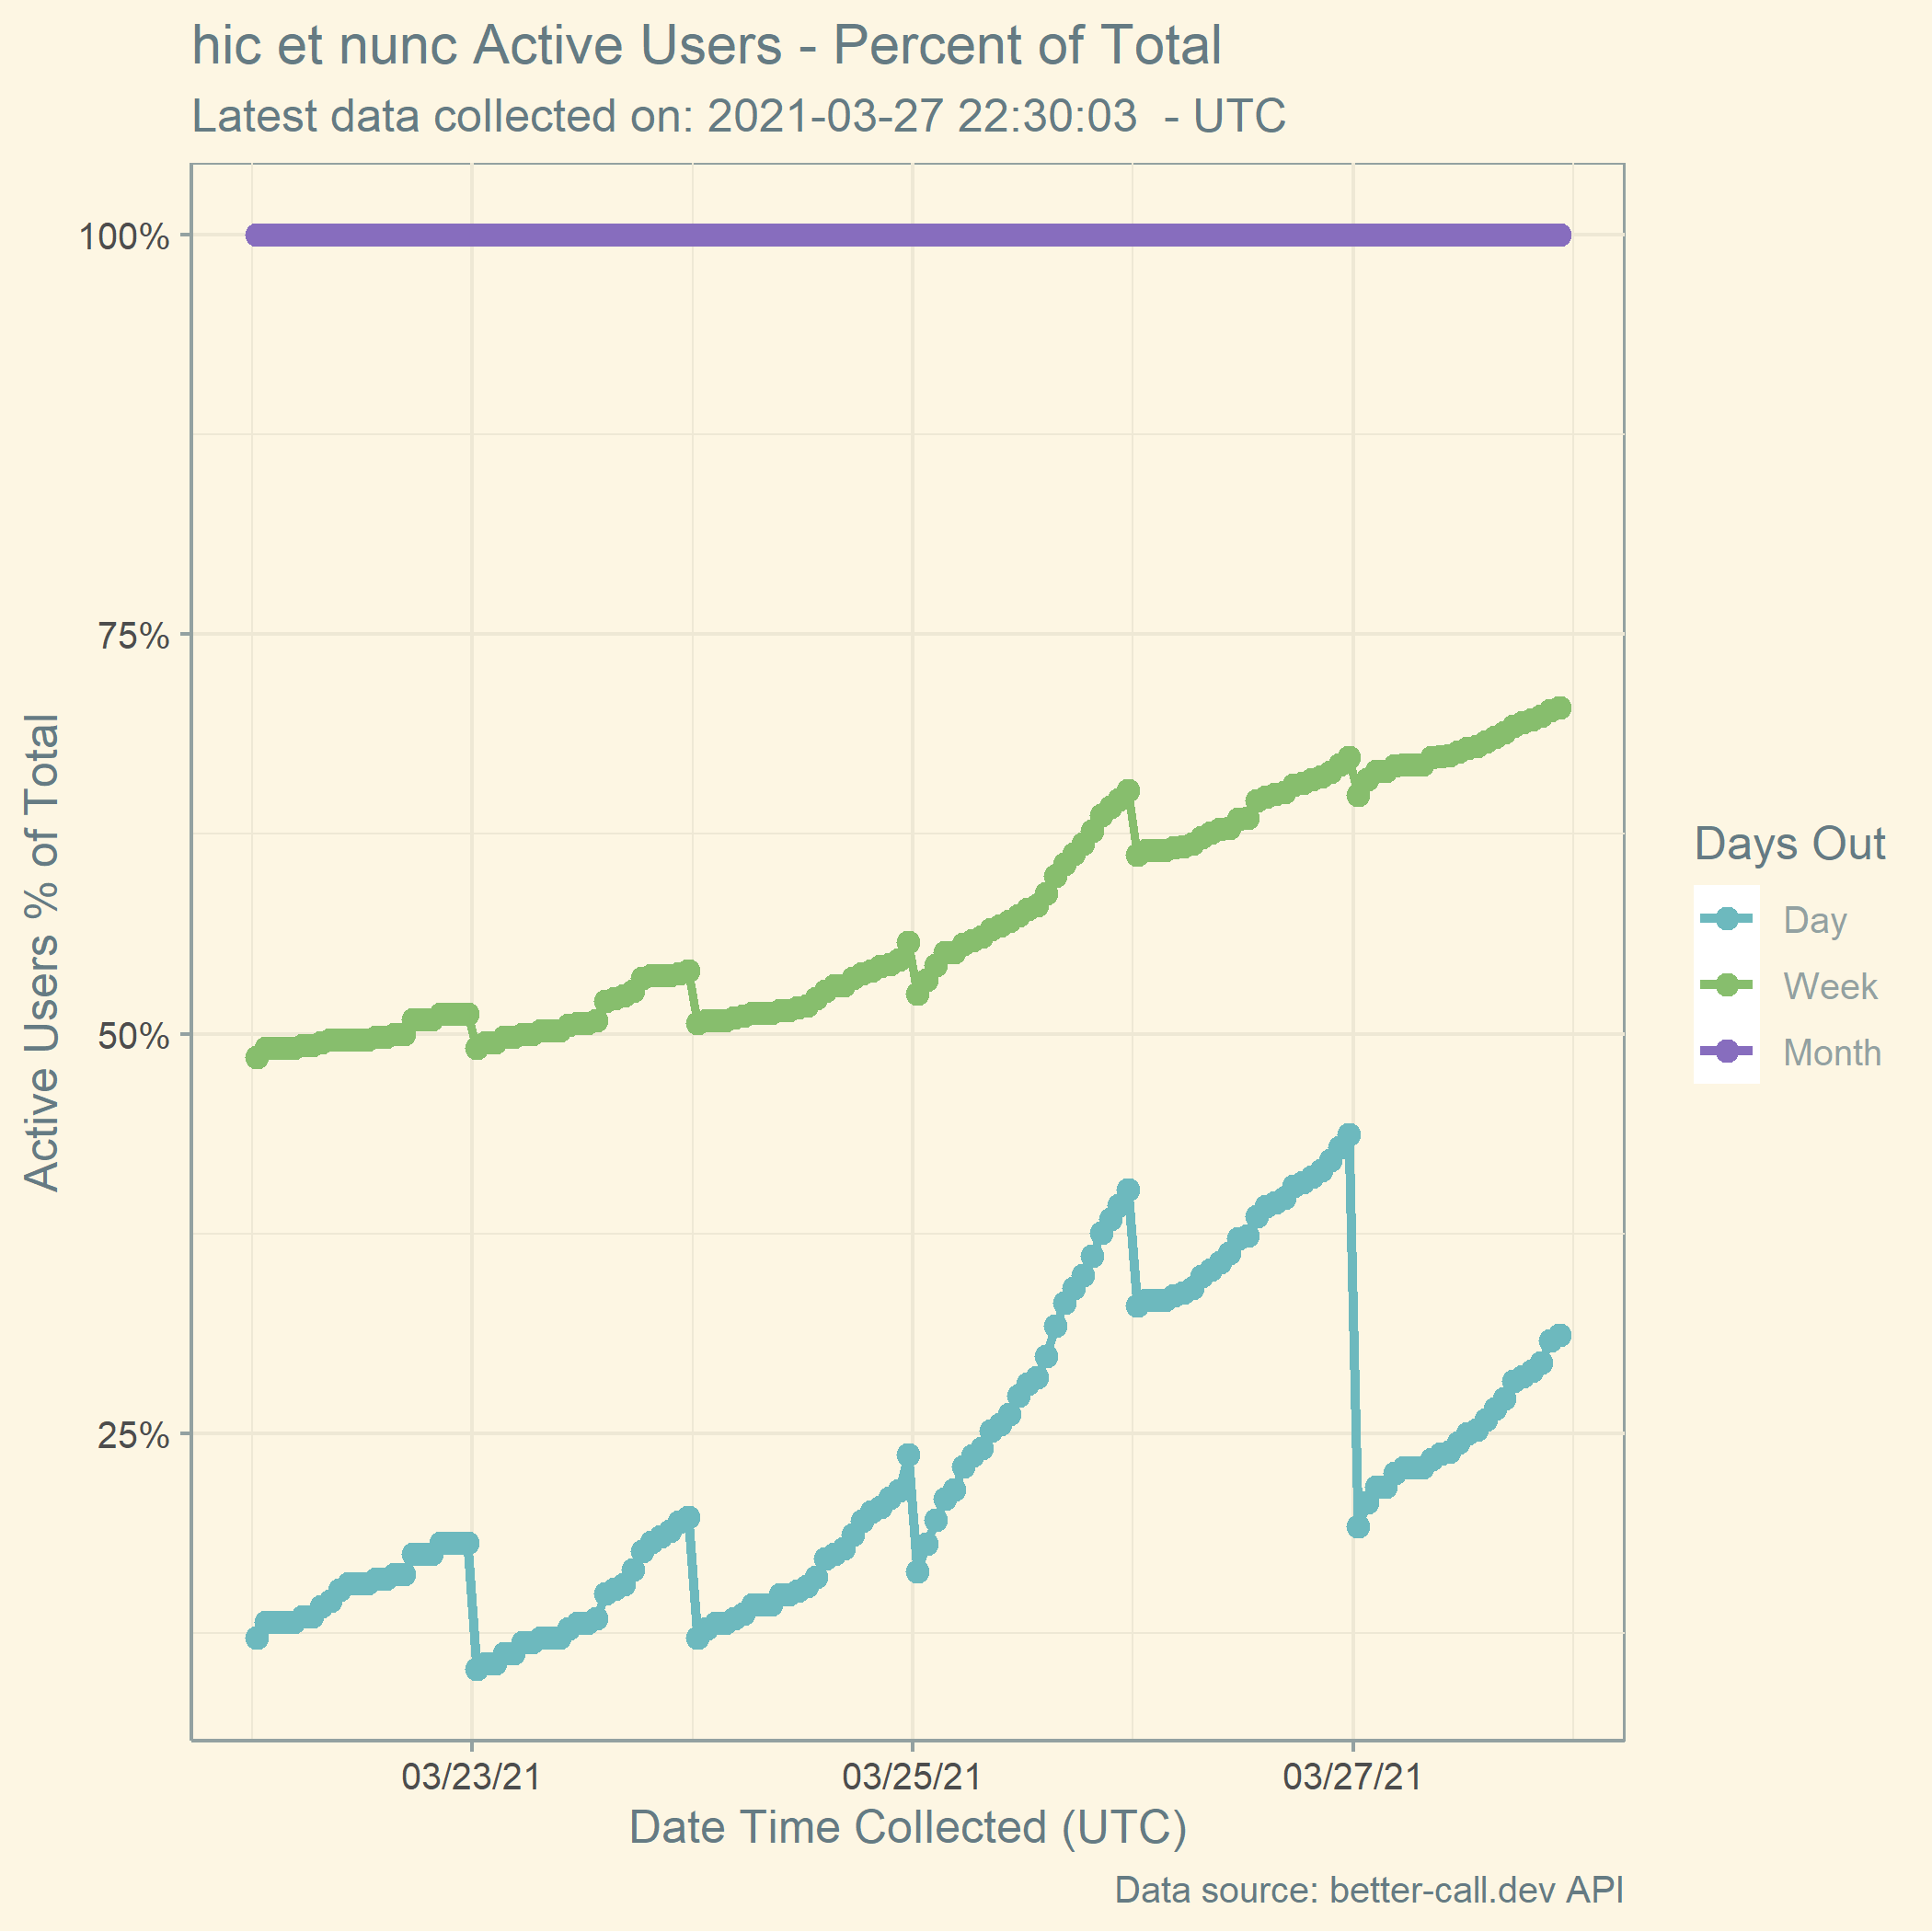 hic et nunc Active Users - Percent of Total
Latest data collected on: 2021-03-27 22:30:03  - UTC
Active Users % of Total
100%
75%
50%
25%
03/23/21
03/25/21
03/27/21
Date Time Collected (UTC)
Days Out
Day
Week
Month
Data source: better-call.dev API